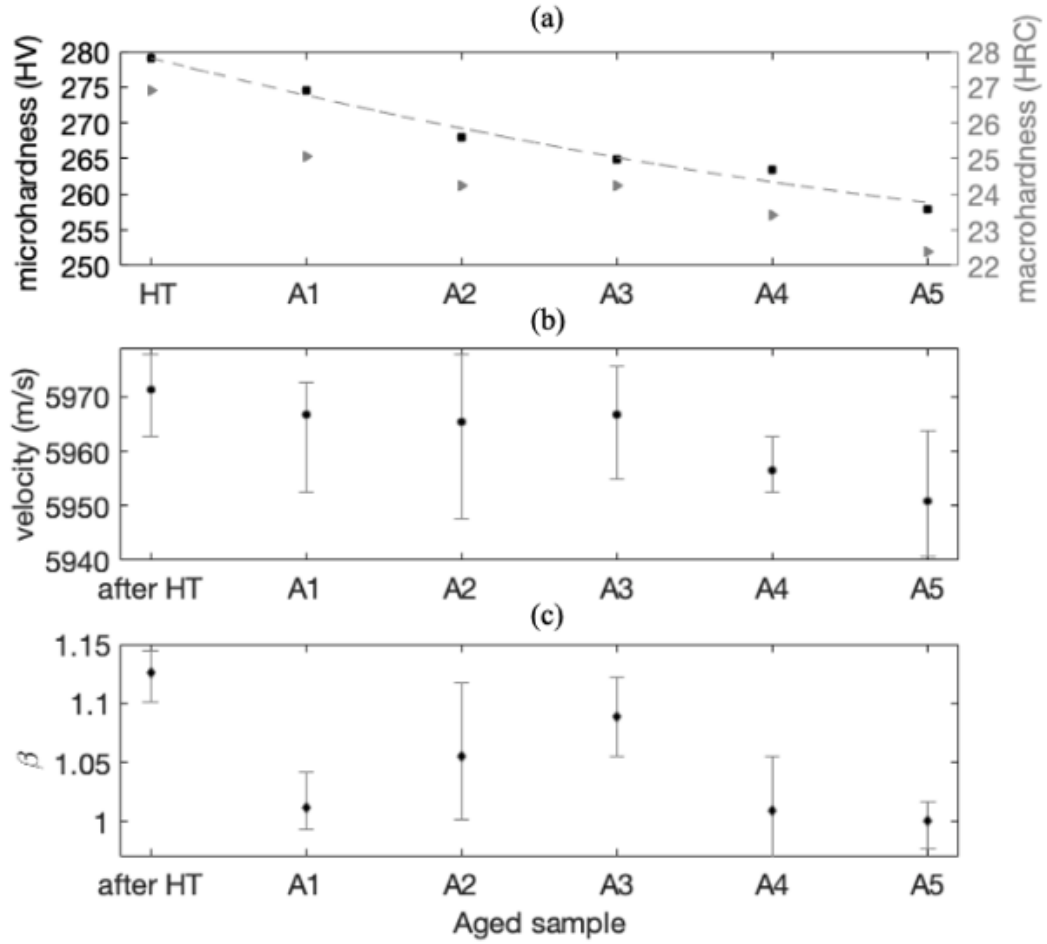 (a)
microhardness (HV)
280
275
270
265
260
255
250
28
27
26
25
24
23
22
macrohardness (HRC)
HT A1 A2 A3 A4 A5
(b)
velocity (m/s)
5970
5960
5950
5940
after HT A1 A2 A3 A4 A5
(c)
β
1.15
1.1
1.05
1
after HT A1 A2 A3 A4 A5
Aged sample